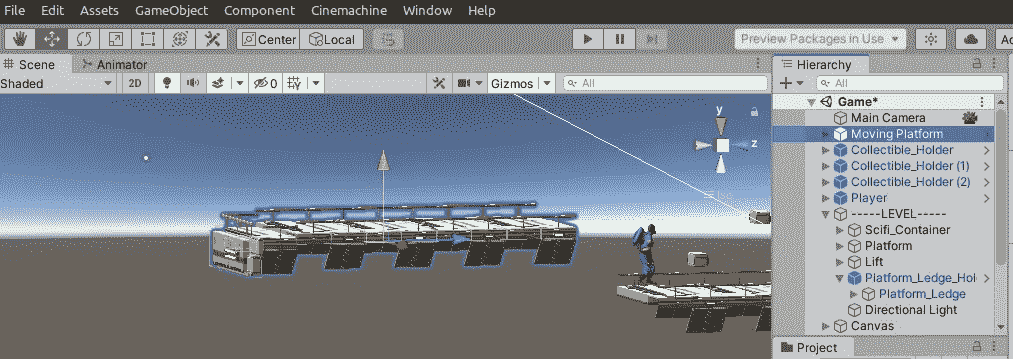 File Edit Assets GameObject Component Cinemachine Window Help
Center Local Preview Packages in Use
Scene Animator Hierarchy
Shaded 2D 0 Gizmos All All
Game*
Main Camera
Moving Platform
Collectible_Holder
Collectible_Holder (1)
Collectible_Holder (2)
Player
-----LEVEL-----
Scifi_Container
Platform
Lift
Platform_Ledge_Hol
Platform_Ledge
Directional Light
Canvas
Project
y
z